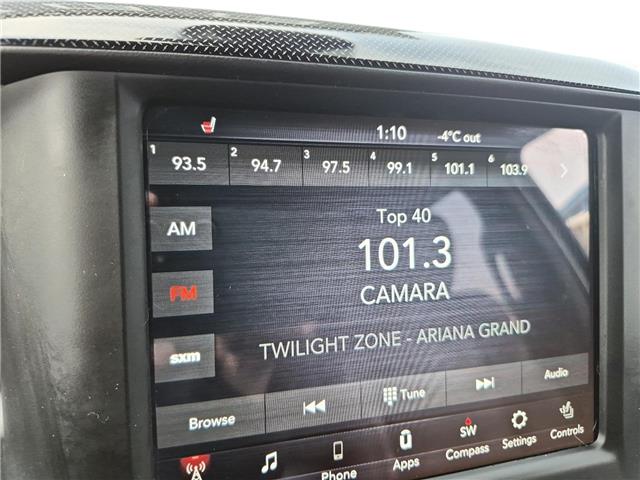 1:10 -4°C out
1 93.5 2 94.7 3 97.5 4 99.1 5 101.1 6 103.9
Top 40
AM
101.3
FM
CAMARA
TWILIGHT ZONE - ARIANA GRAND
sxm
Browse Tune Audio
Phone Apps SW Compass Settings Controls